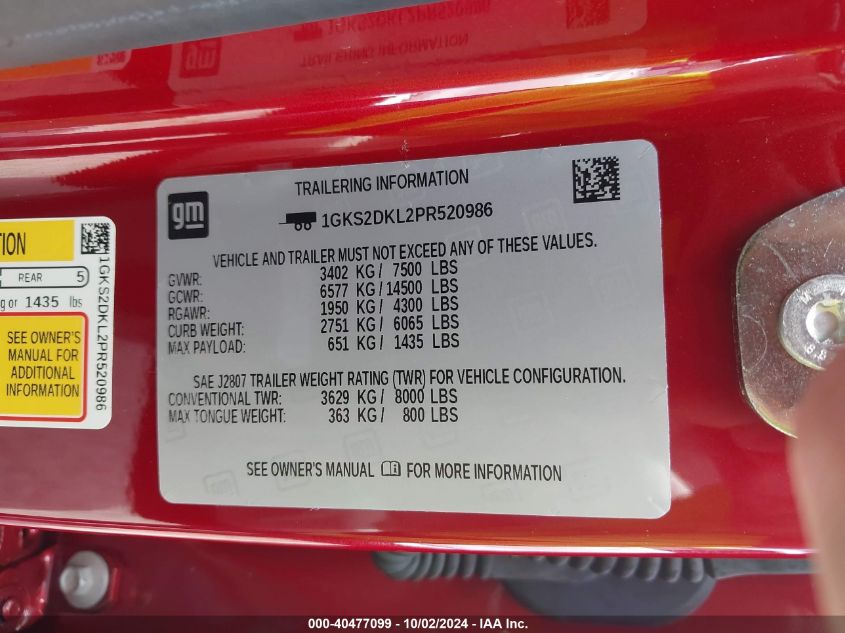 TION
REAR 5
g or 1435 lbs
SEE OWNER'S
MANUAL FOR
ADDITIONAL
INFORMATION
1GKS2DKL2PR520986
gm
TRAILERING INFORMATION
1GKS2DKL2PR520986
VEHICLE AND TRAILER MUST NOT EXCEED ANY OF THESE VALUES.
GVWR: 3402 KG / 7500 LBS
GCWR: 6577 KG / 14500 LBS
RGAWR: 1950 KG / 4300 LBS
CURB WEIGHT: 2751 KG / 6065 LBS
MAX PAYLOAD: 651 KG / 1435 LBS
SAE J2807 TRAILER WEIGHT RATING (TWR) FOR VEHICLE CONFIGURATION.
CONVENTIONAL TWR: 3629 KG / 8000 LBS
MAX TONGUE WEIGHT: 363 KG / 800 LBS
SEE OWNER'S MANUAL FOR MORE INFORMATION
000-40477099 - 10/02/2024 - IAA Inc.